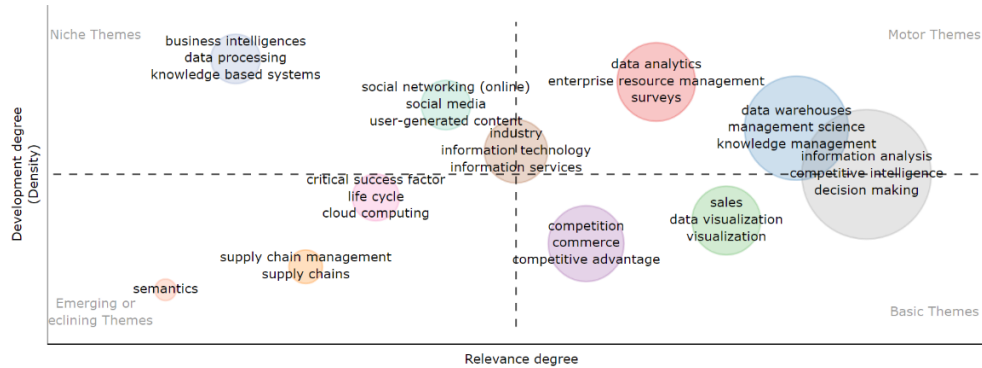 Niche Themes
Motor Themes
business intelligences
data processing
knowledge based systems
social networking (online)
social media
user-generated content
data analytics
enterprise resource management
surveys
data warehouses
management science
knowledge management
industry
information technology
information services
information analysis
competitive intelligence
decision making
critical success factor
life cycle
cloud computing
sales
data visualization
visualization
competition
commerce
competitive advantage
supply chain management
supply chains
semantics
Emerging or
eclining Themes
Basic Themes
Development degree
(Density)
Relevance degree